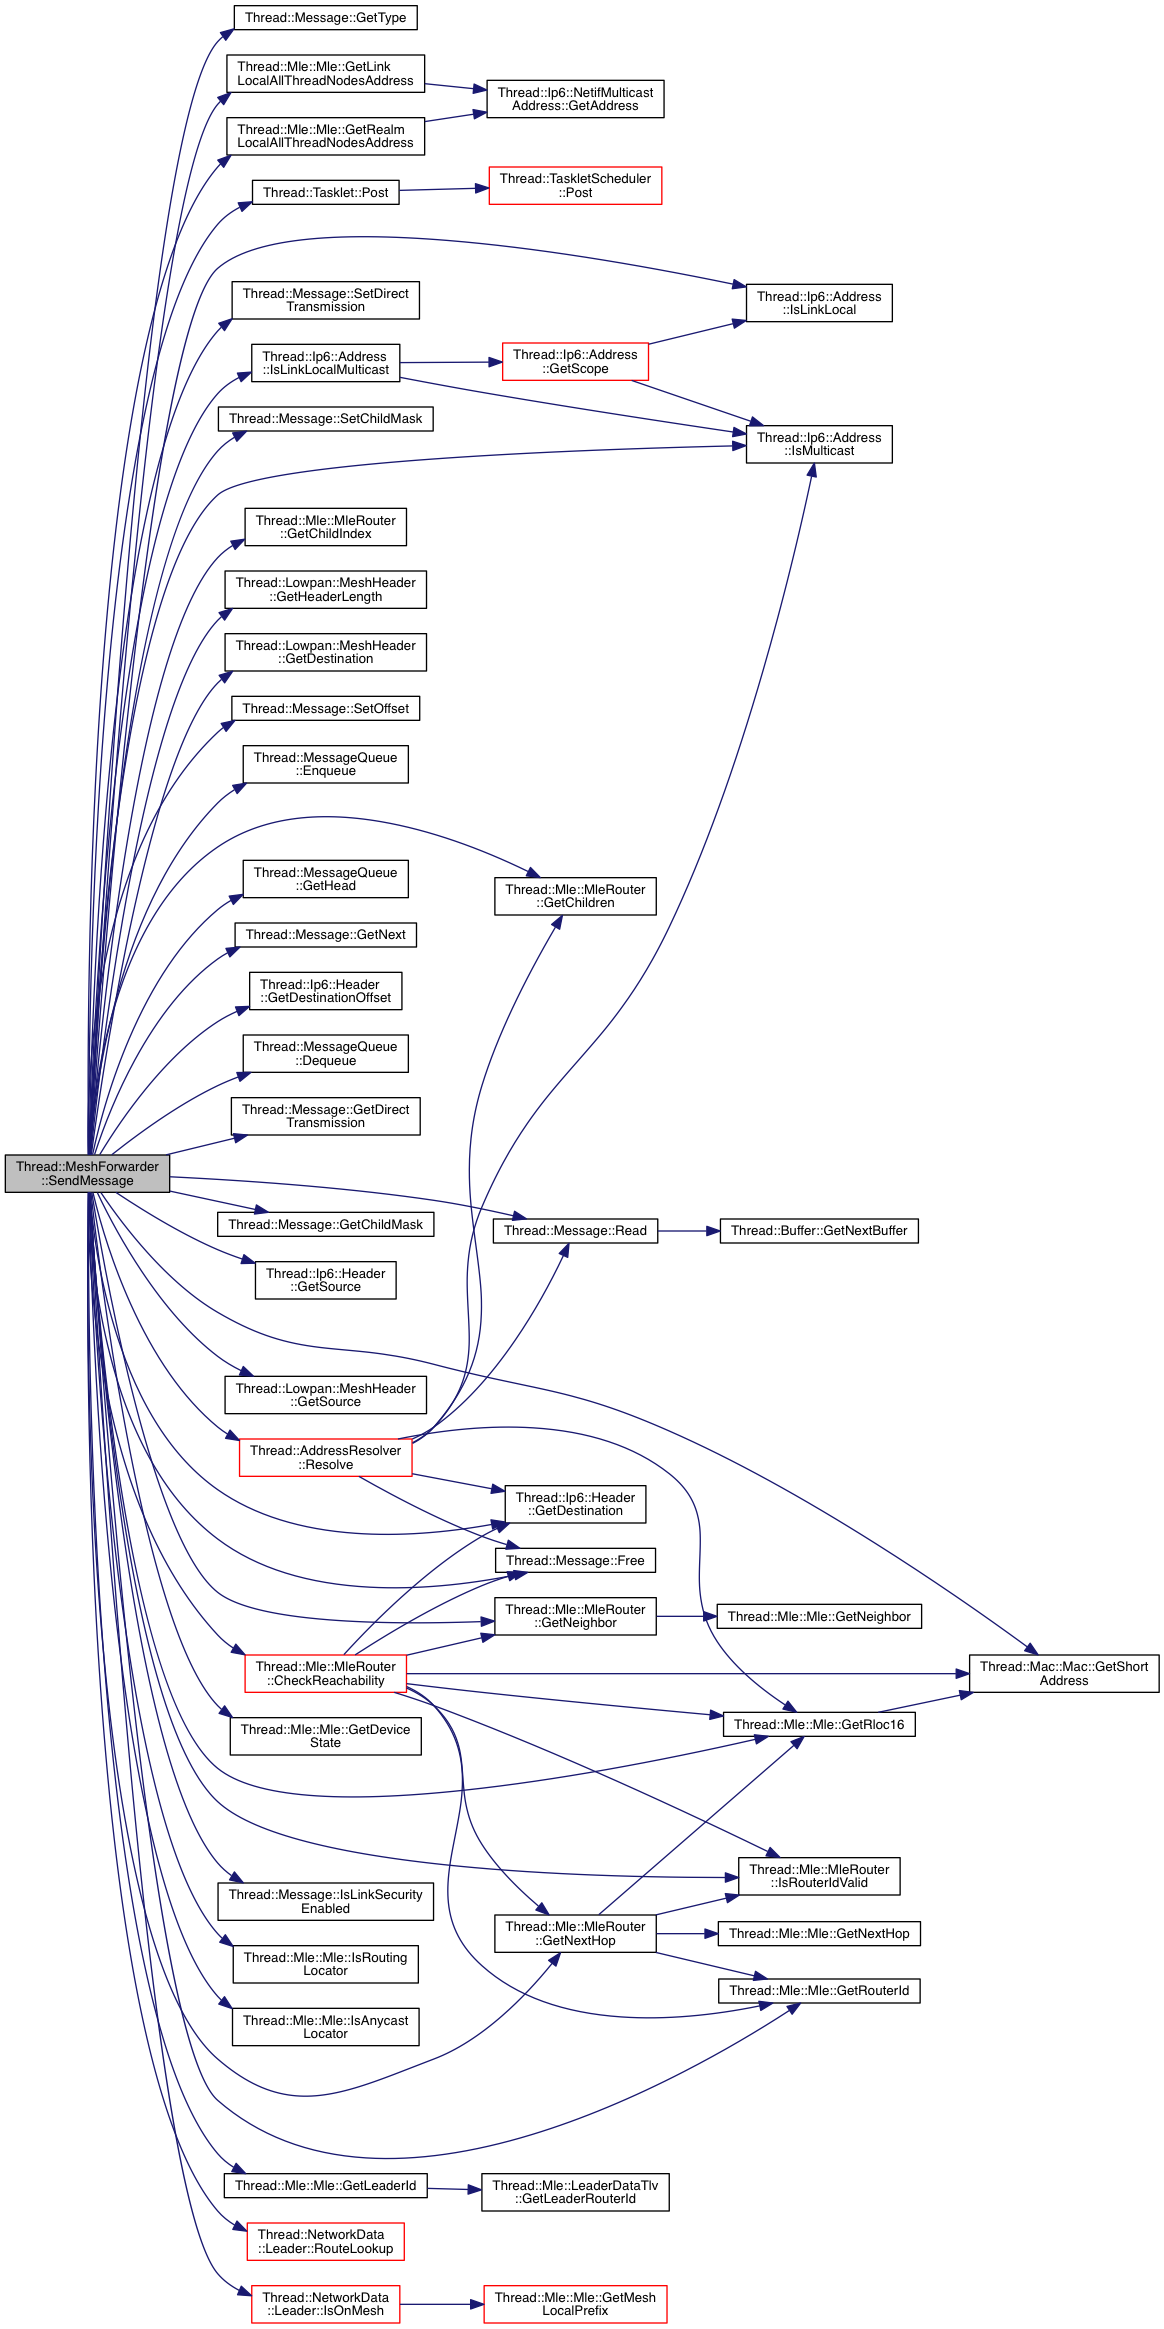 Thread::Message::GetType
Thread::Mle::Mle::GetLink
LocalAllThreadNodesAddress
Thread::Ip6::NetifMulticast
Address::GetAddress
Thread::Mle::Mle::GetRealm
LocalAllThreadNodesAddress
Thread::Tasklet::Post
Thread::TaskletScheduler
::Post
Thread::Message::SetDirect
Transmission
Thread::Ip6::Address
::IsLinkLocal
Thread::Ip6::Address
::IsLinkLocalMulticast
Thread::Ip6::Address
::GetScope
Thread::Message::SetChildMask
Thread::Ip6::Address
::IsMulticast
Thread::Mle::MleRouter
::GetChildIndex
Thread::Lowpan::MeshHeader
::GetHeaderLength
Thread::Lowpan::MeshHeader
::GetDestination
Thread::Message::SetOffset
Thread::MessageQueue
::Enqueue
Thread::MessageQueue
::GetHead
Thread::Mle::MleRouter
::GetChildren
Thread::Message::GetNext
Thread::Ip6::Header
::GetDestinationOffset
Thread::MessageQueue
::Dequeue
Thread::Message::GetDirect
Transmission
Thread::MeshForwarder
::SendMessage
Thread::Message::GetChildMask
Thread::Message::Read
Thread::Buffer::GetNextBuffer
Thread::Ip6::Header
::GetSource
Thread::Lowpan::MeshHeader
::GetSource
Thread::AddressResolver
::Resolve
Thread::Ip6::Header
::GetDestination
Thread::Message::Free
Thread::Mle::MleRouter
::GetNeighbor
Thread::Mle::Mle::GetNeighbor
Thread::Mle::MleRouter
::CheckReachability
Thread::Mac::Mac::GetShort
Address
Thread::Mle::Mle::GetDevice
State
Thread::Mle::Mle::GetRloc16
Thread::Mle::MleRouter
::IsRouterIdValid
Thread::Message::IsLinkSecurity
Enabled
Thread::Mle::MleRouter
::GetNextHop
Thread::Mle::Mle::GetNextHop
Thread::Mle::Mle::IsRouting
Locator
Thread::Mle::Mle::GetRouterId
Thread::Mle::Mle::IsAnycast
Locator
Thread::Mle::Mle::GetLeaderId
Thread::Mle::LeaderDataTlv
::GetLeaderRouterId
Thread::NetworkData
::Leader::RouteLookup
Thread::NetworkData
::Leader::IsOnMesh
Thread::Mle::Mle::GetMesh
LocalPrefix